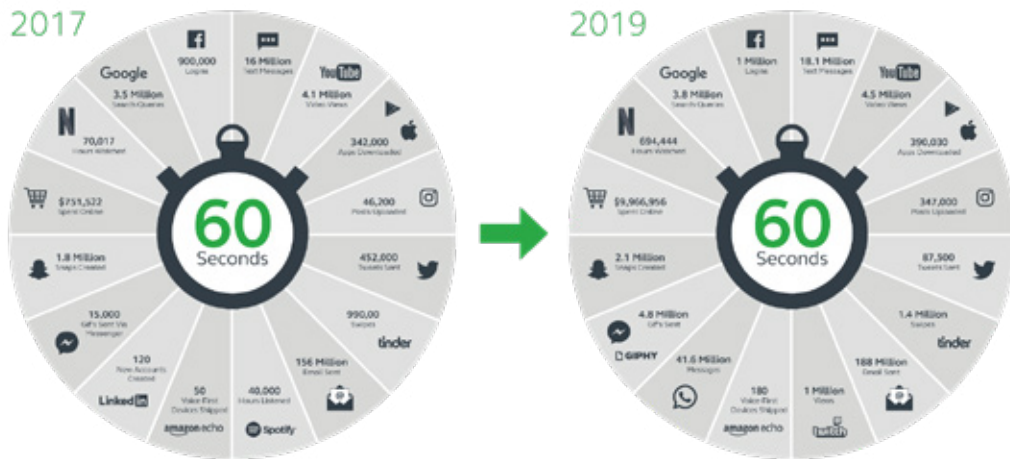 2017
900,000
Logins
16 Million
Text Messages
YouTube
4.1 Million
Video Views
342,000
Apps Downloaded
46,200
Posts Uploaded
452,000
Tweets Sent
990,00
Swipes
tinder
156 Million
Email Sent
40,000
Hours Listened
Spotify
50
Voice-First
Devices Shipped
amazon echo
120
New Accounts
Created
LinkedIn
15,000
Gif's Sent Via
Messenger
1.8 Million
Snaps Created
$751,522
Spent Online
70,017
Hours Watched
N
Google
3.5 Million
Search Queries
60
Seconds
2019
1 Million
Logins
18.1 Million
Text Messages
YouTube
4.5 Million
Video Views
390,030
Apps Downloaded
347,000
Posts Uploaded
87,500
Tweets Sent
1.4 Million
Swipes
tinder
188 Million
Email Sent
1 Million
Views
twitch
180
Voice-First
Devices Shipped
amazon echo
41.6 Million
Messages
4.8 Million
Gif's Sent
GIPHY
2.1 Million
Snaps Created
$9,966,956
Spent Online
694,444
Hours Watched
N
Google
3.8 Million
Search Queries
60
Seconds